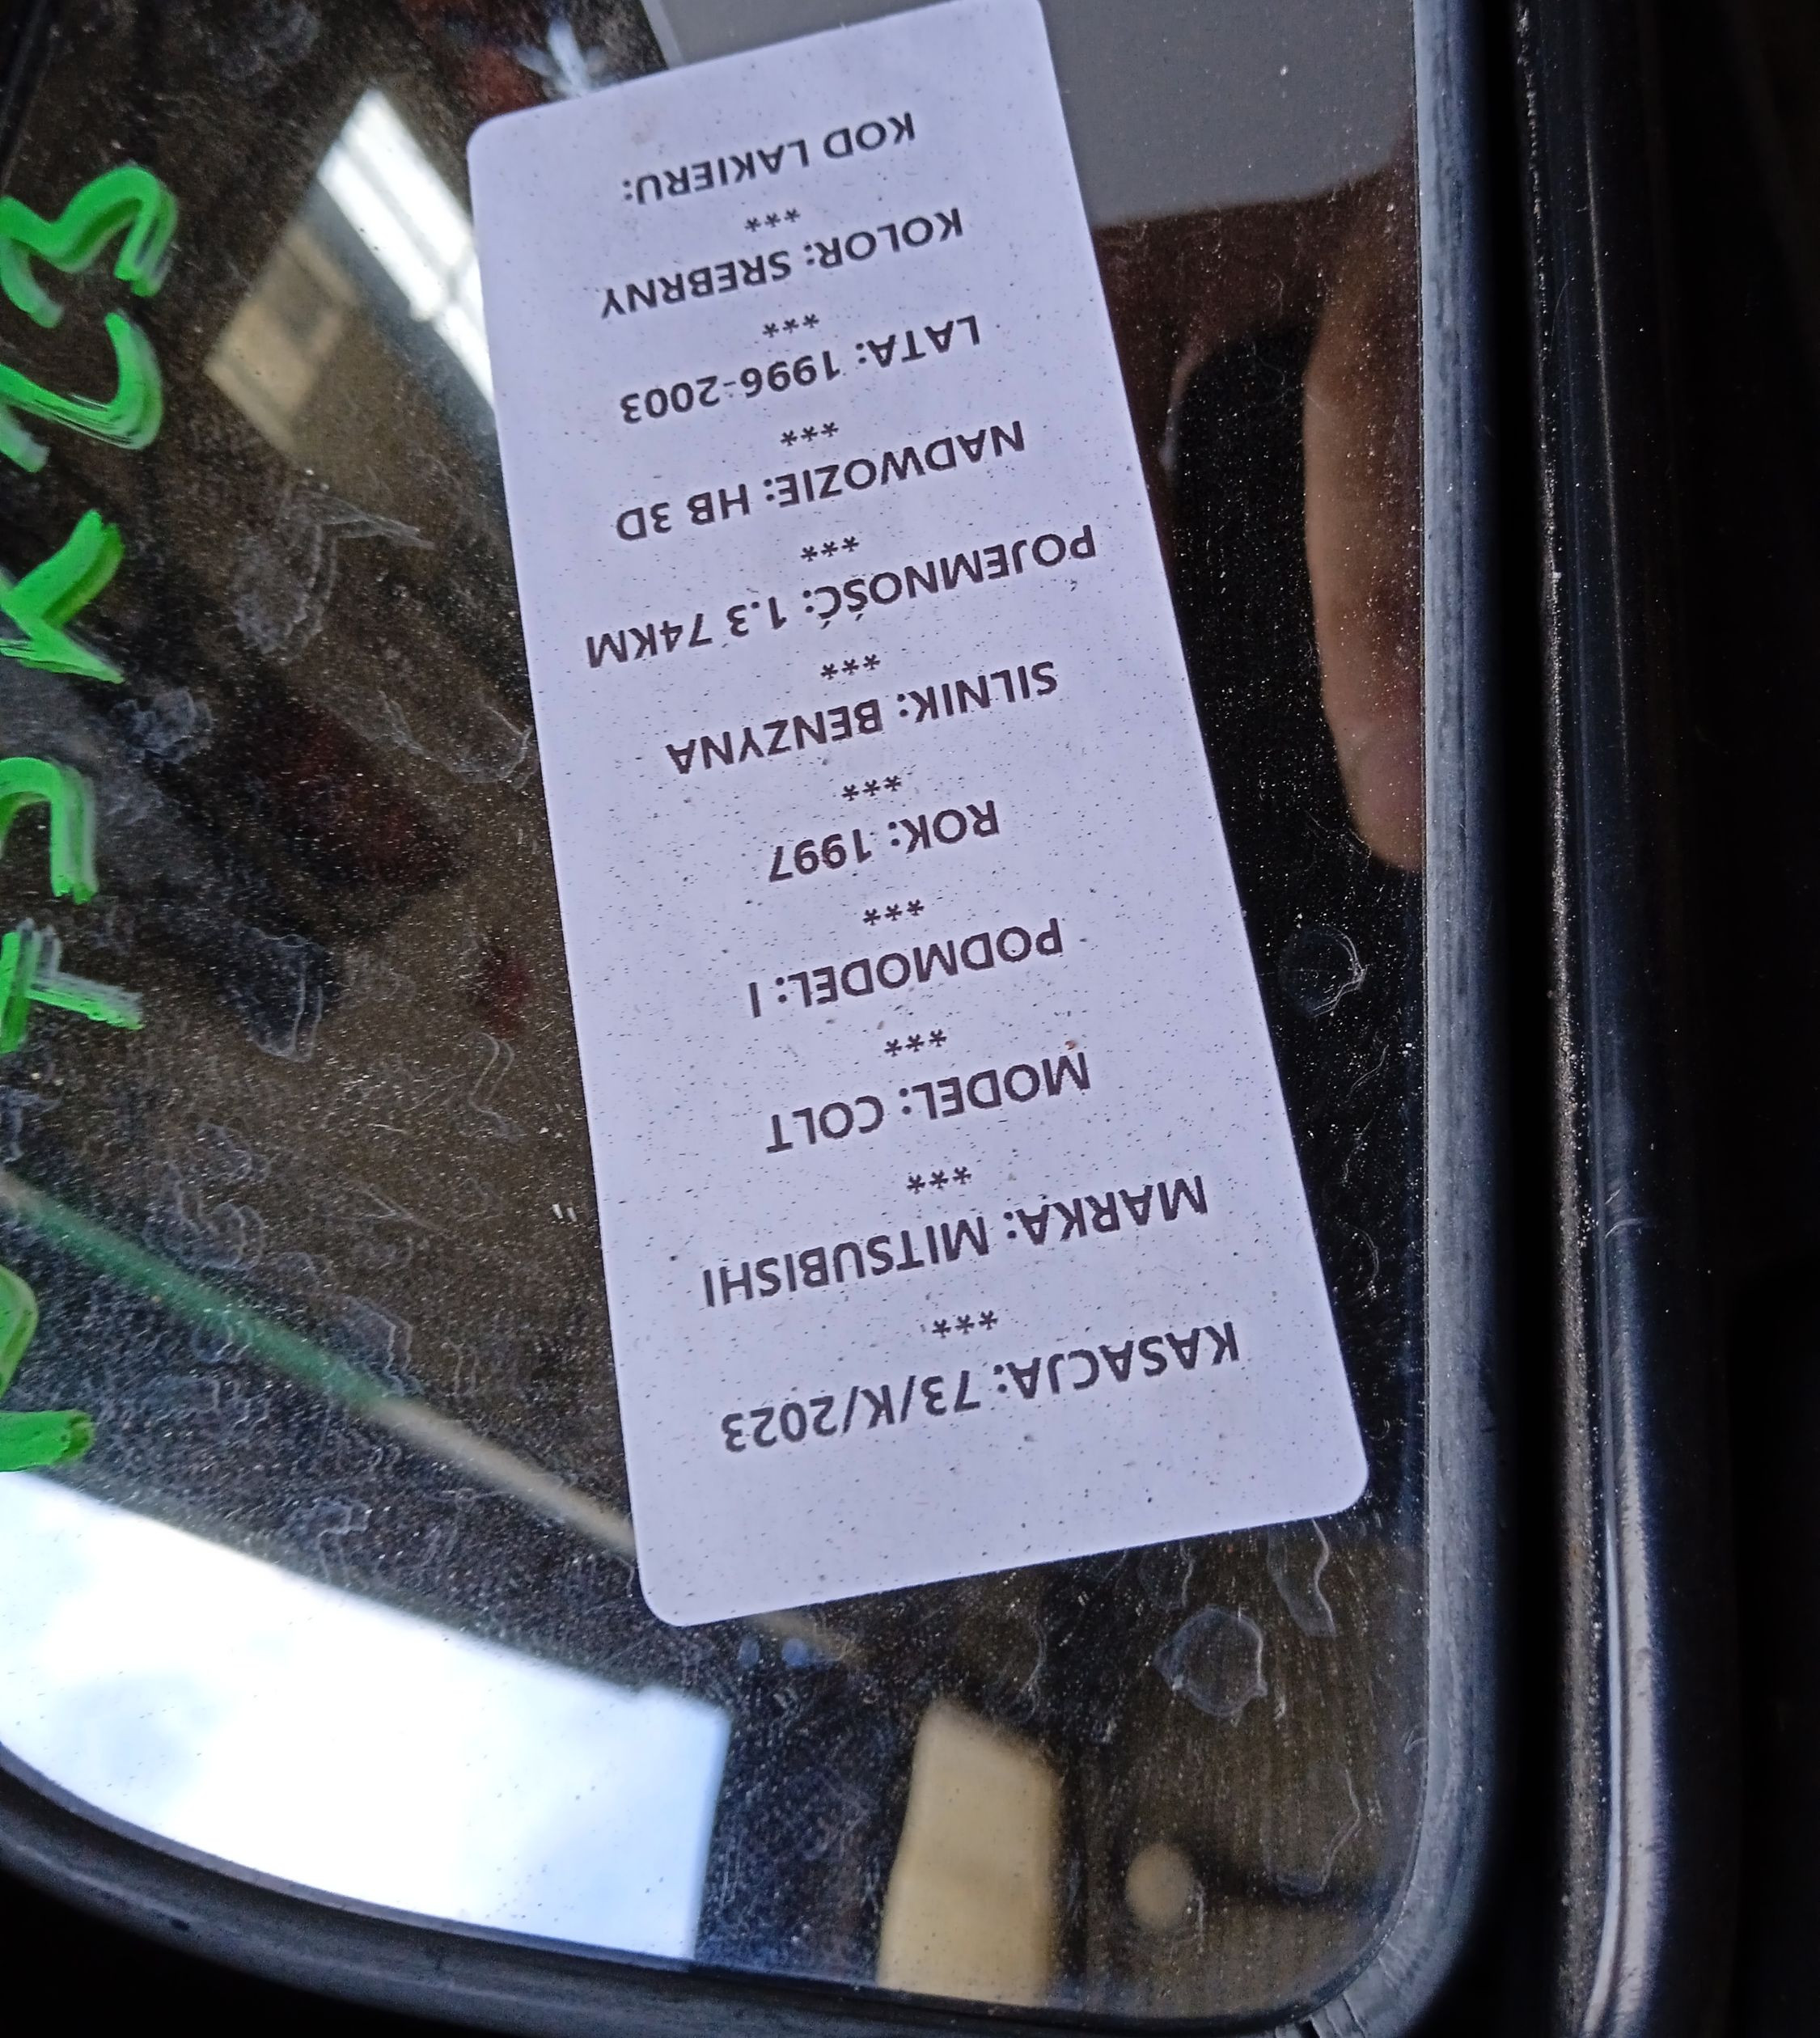 KASACJA: 73/K/2023
***
MARKA: MITSUBISHI
***
MODEL: COLT
***
PODMODEL: I
***
ROK: 1997
***
SILNIK: BENZYNA
***
POJEMNOŚĆ: 1.3 74KM
***
NADWOZIE: HB 3D
***
LATA: 1996-2003
***
KOLOR: SREBRNY
***
KOD LAKIERU: